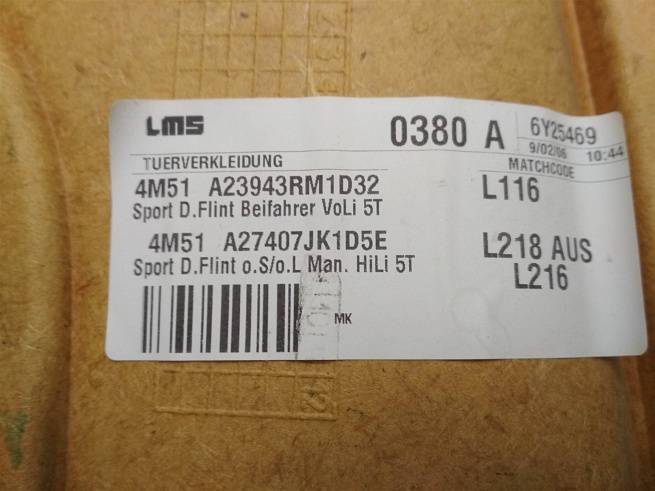 LMS
0380 A
6Y25469
9/02/06 10:44
TUERVERKLEIDUNG
MATCHCODE
4M51 A23943RM1D32
L116
Sport D.Flint Beifahrer VoLi 5T
4M51 A27407JK1D5E
L218 AUS
Sport D.Flint o.S/o.L Man. HiLi 5T
L216
MK